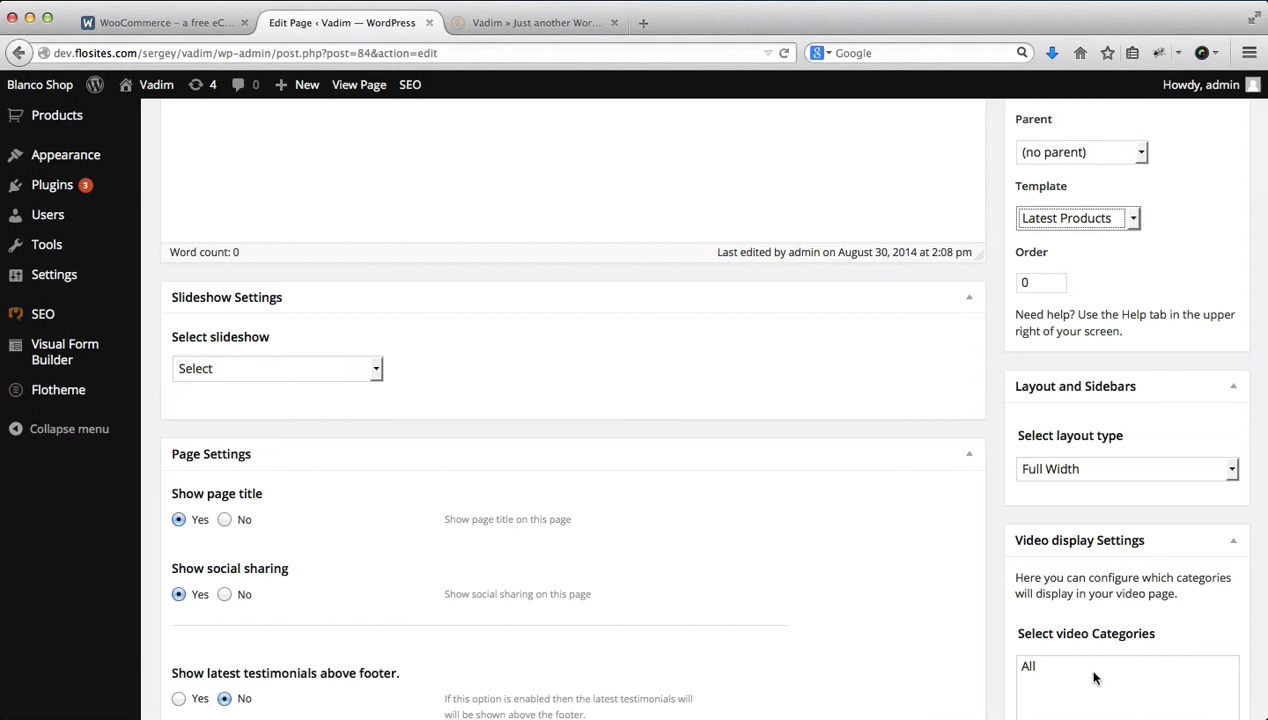 WooCommerce – a free eC...
Edit Page ‹ Vadim — WordPress
Vadim » Just another Wor...
dev.flosites.com/sergey/vadim/wp-admin/post.php?post=84&action=edit
Google
Blanco Shop
Vadim
4
0
New
View Page
SEO
Howdy, admin
Products
Appearance
Plugins 3
Users
Tools
Settings
SEO
Visual Form
Builder
Flotheme
Collapse menu
Word count: 0
Last edited by admin on August 30, 2014 at 2:08 pm
Slideshow Settings
Select slideshow
Select
Page Settings
Show page title
Yes No
Show page title on this page
Show social sharing
Yes No
Show social sharing on this page
Show latest testimonials above footer.
Yes No
If this option is enabled then the latest testimonials will
will be shown above the footer.
Parent
(no parent)
Template
Latest Products
Order
0
Need help? Use the Help tab in the upper
right of your screen.
Layout and Sidebars
Select layout type
Full Width
Video display Settings
Here you can configure which categories
will display in your video page.
Select video Categories
All